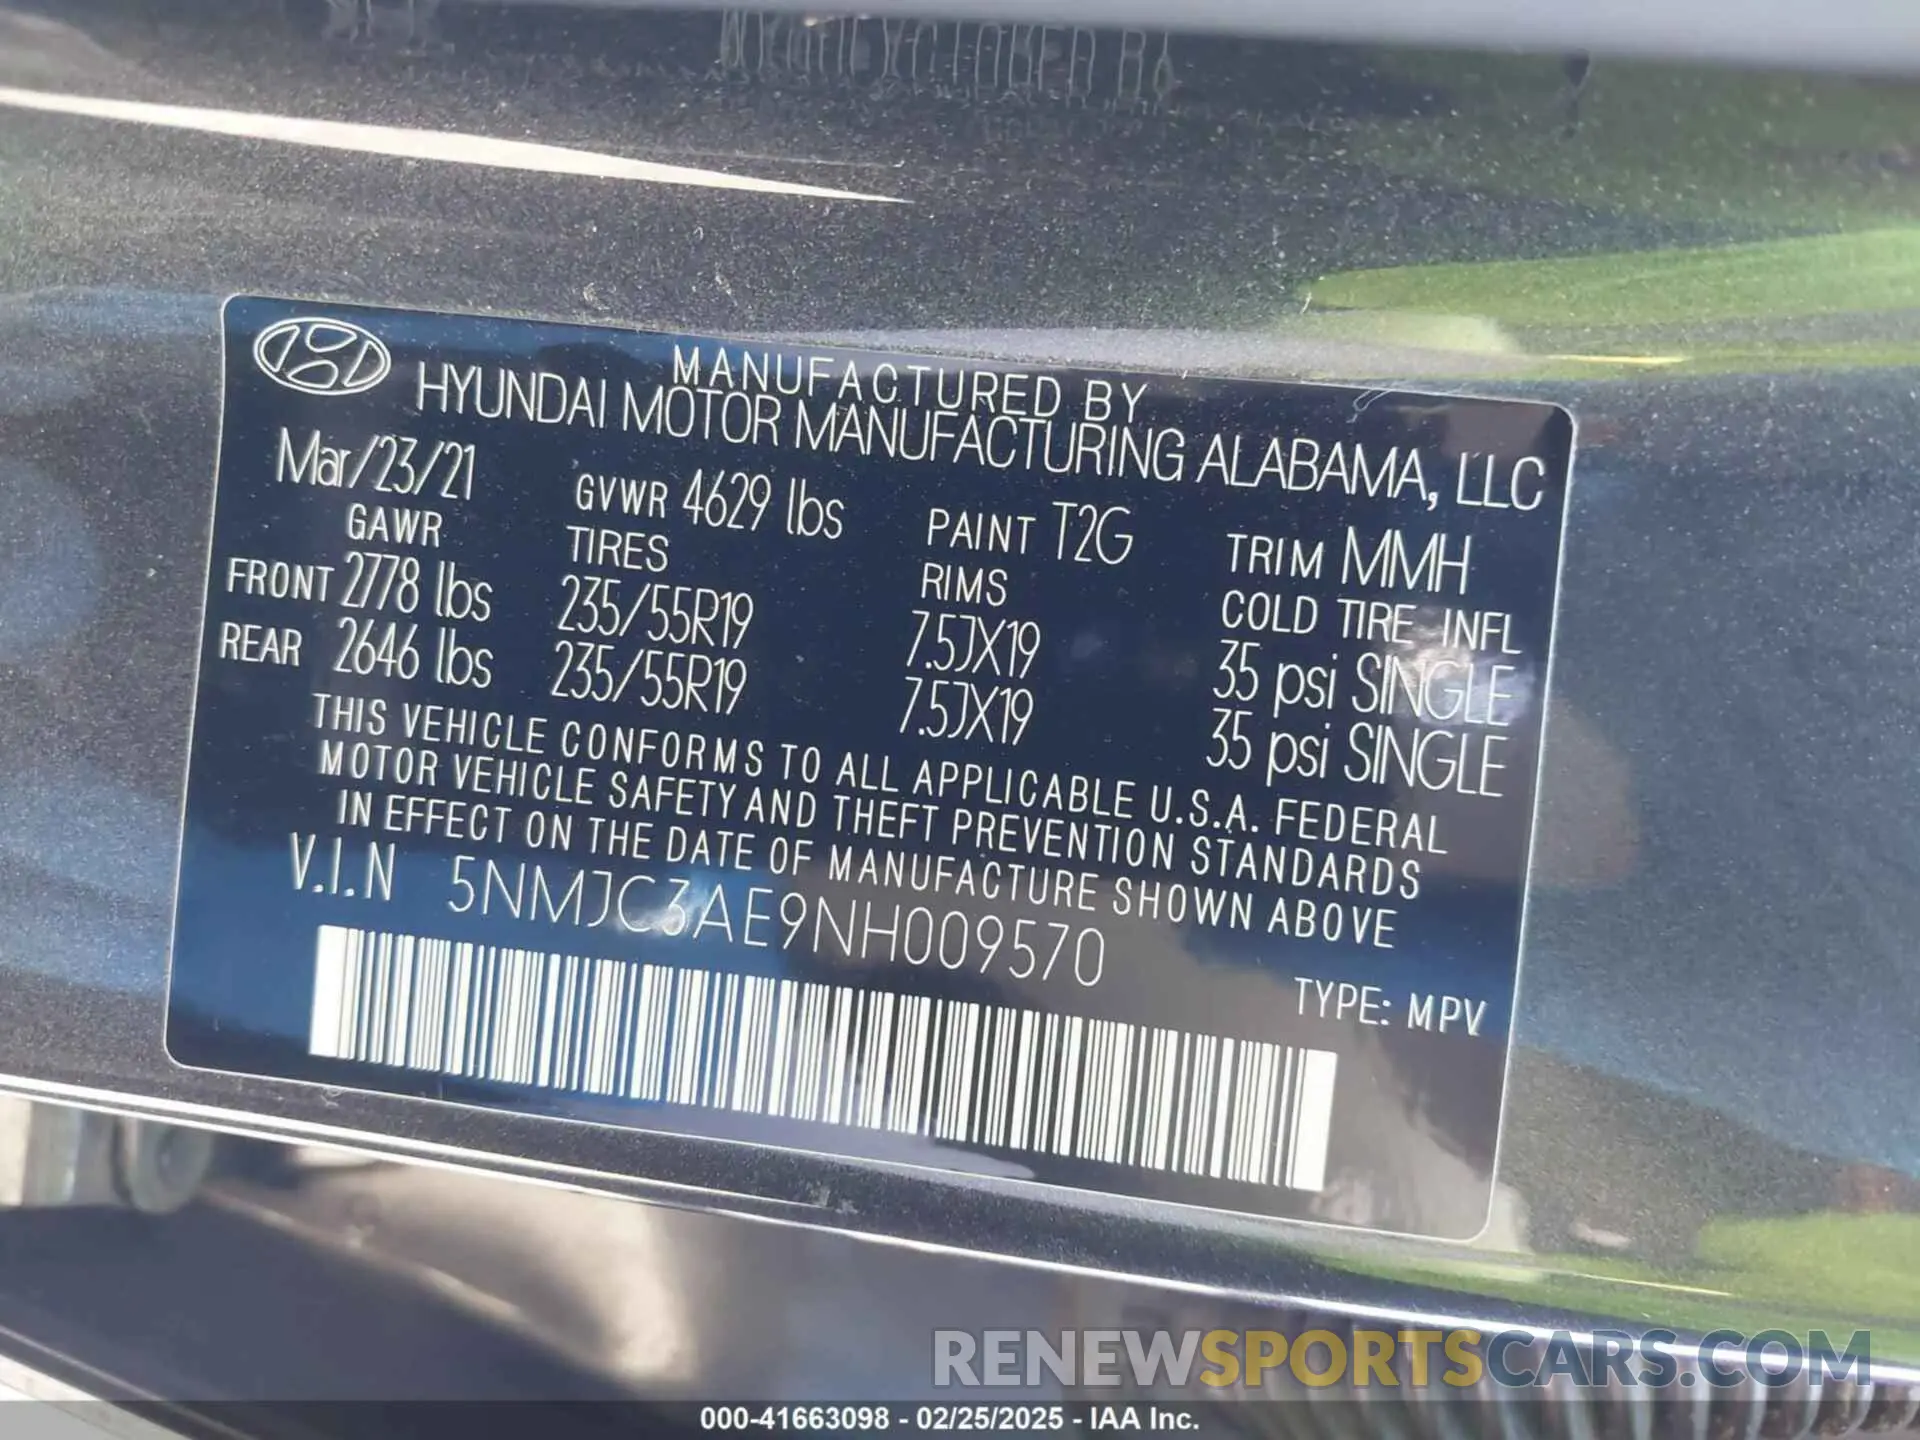 MANUFACTURED BY
HYUNDAI MOTOR MANUFACTURING ALABAMA, LLC
Mar/23/21 GVWR 4629 lbs PAINT T2G TRIM MMH
GAWR TIRES RIMS COLD TIRE INFL
FRONT 2778 lbs 235/55R19 7.5JX19 35 psi SINGLE
REAR 2646 lbs 235/55R19 7.5JX19 35 psi SINGLE
THIS VEHICLE CONFORMS TO ALL APPLICABLE U.S.A. FEDERAL
MOTOR VEHICLE SAFETY AND THEFT PREVENTION STANDARDS
IN EFFECT ON THE DATE OF MANUFACTURE SHOWN ABOVE
V.I.N 5NMJC3AE9NH009570
TYPE: MPV
RENEWSPORTSCARS.COM
000-41663098 - 02/25/2025 - IAA Inc.